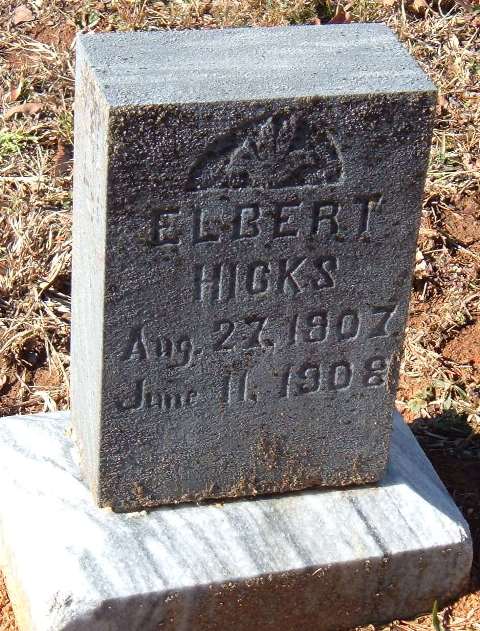 ELBERT
HICKS
Aug. 27, 1907
June 11, 1908